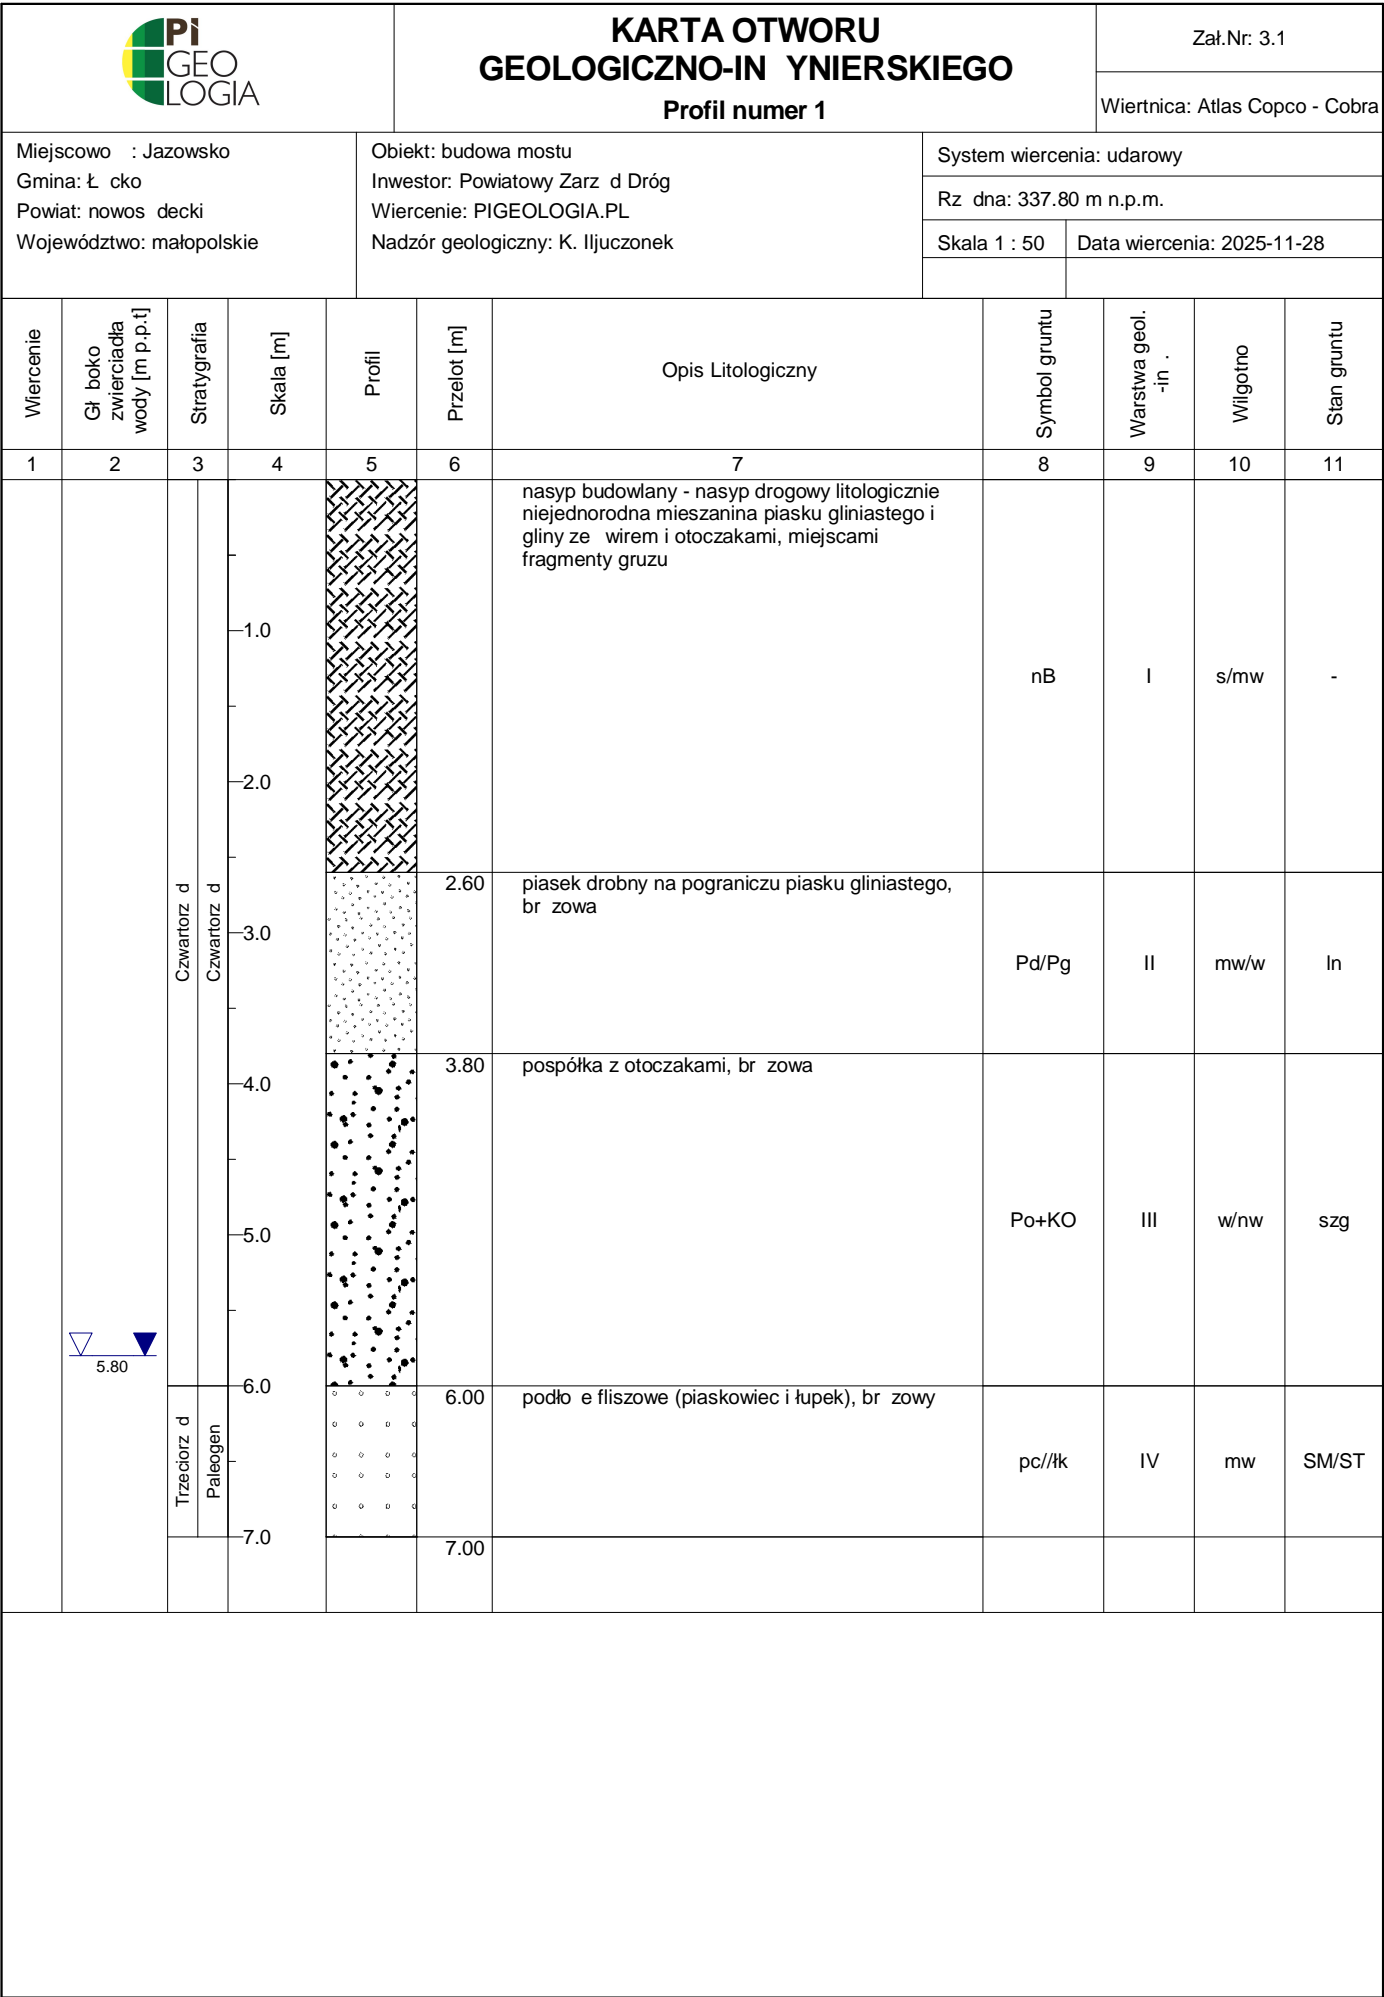 Pi
GEO
LOGIA
KARTA OTWORU
GEOLOGICZNO-IN YNIERSKIEGO
Profil numer 1
Zał.Nr: 3.1
Wiertnica: Atlas Copco - Cobra
Miejscowo : Jazowsko
Gmina: Ł cko
Powiat: nowos decki
Województwo: małopolskie
Obiekt: budowa mostu
Inwestor: Powiatowy Zarz d Dróg
Wiercenie: PIGEOLOGIA.PL
Nadzór geologiczny: K. Iljuczonek
System wiercenia: udarowy
Rz dna: 337.80 m n.p.m.
Skala 1 : 50
Data wiercenia: 2025-11-28
Wiercenie
Gł boko
zwierciadła
wody [m p.p.t]
Stratygrafia
Skala [m]
Profil
Przelot [m]
Opis Litologiczny
Symbol gruntu
Warstwa geol.
-in .
Wilgotno
Stan gruntu
1 2 3 4 5 6 7 8 9 10 11
nasyp budowlany - nasyp drogowy litologicznie
niejednorodna mieszanina piasku gliniastego i
gliny ze wirem i otoczakami, miejscami
fragmenty gruzu
1.0
nB I s/mw -
2.0
Czwartorz d
Czwartorz d
2.60
piasek drobny na pograniczu piasku gliniastego,
br zowa
3.0
Pd/Pg II mw/w ln
3.80
pospółka z otoczakami, br zowa
4.0
5.0
Po+KO III w/nw szg
5.80
6.0
Trzeciorz d
Paleogen
6.00
podło e fliszowe (piaskowiec i łupek), br zowy
pc//łk IV mw SM/ST
7.0
7.00